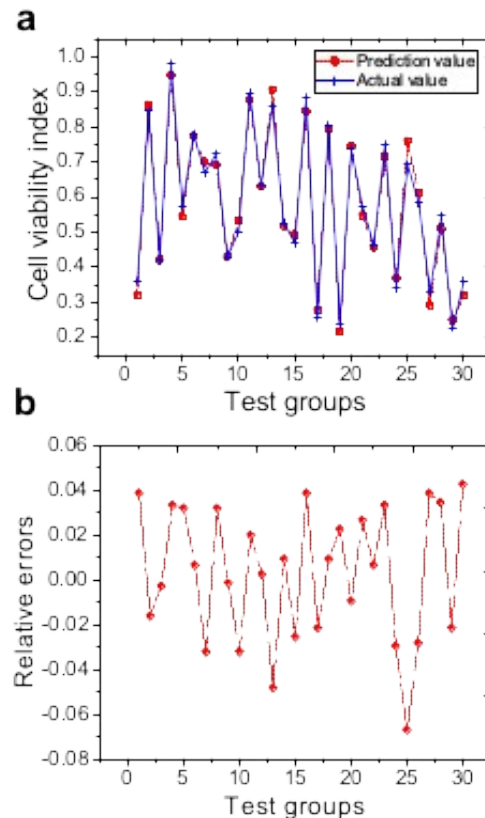 a
Prediction value
Actual value
Cell viability index
1.0
0.9
0.8
0.7
0.6
0.5
0.4
0.3
0.2
0 5 10 15 20 25 30
Test groups
b
Relative errors
0.06
0.04
0.02
0.00
-0.02
-0.04
-0.06
-0.08
0 5 10 15 20 25 30
Test groups